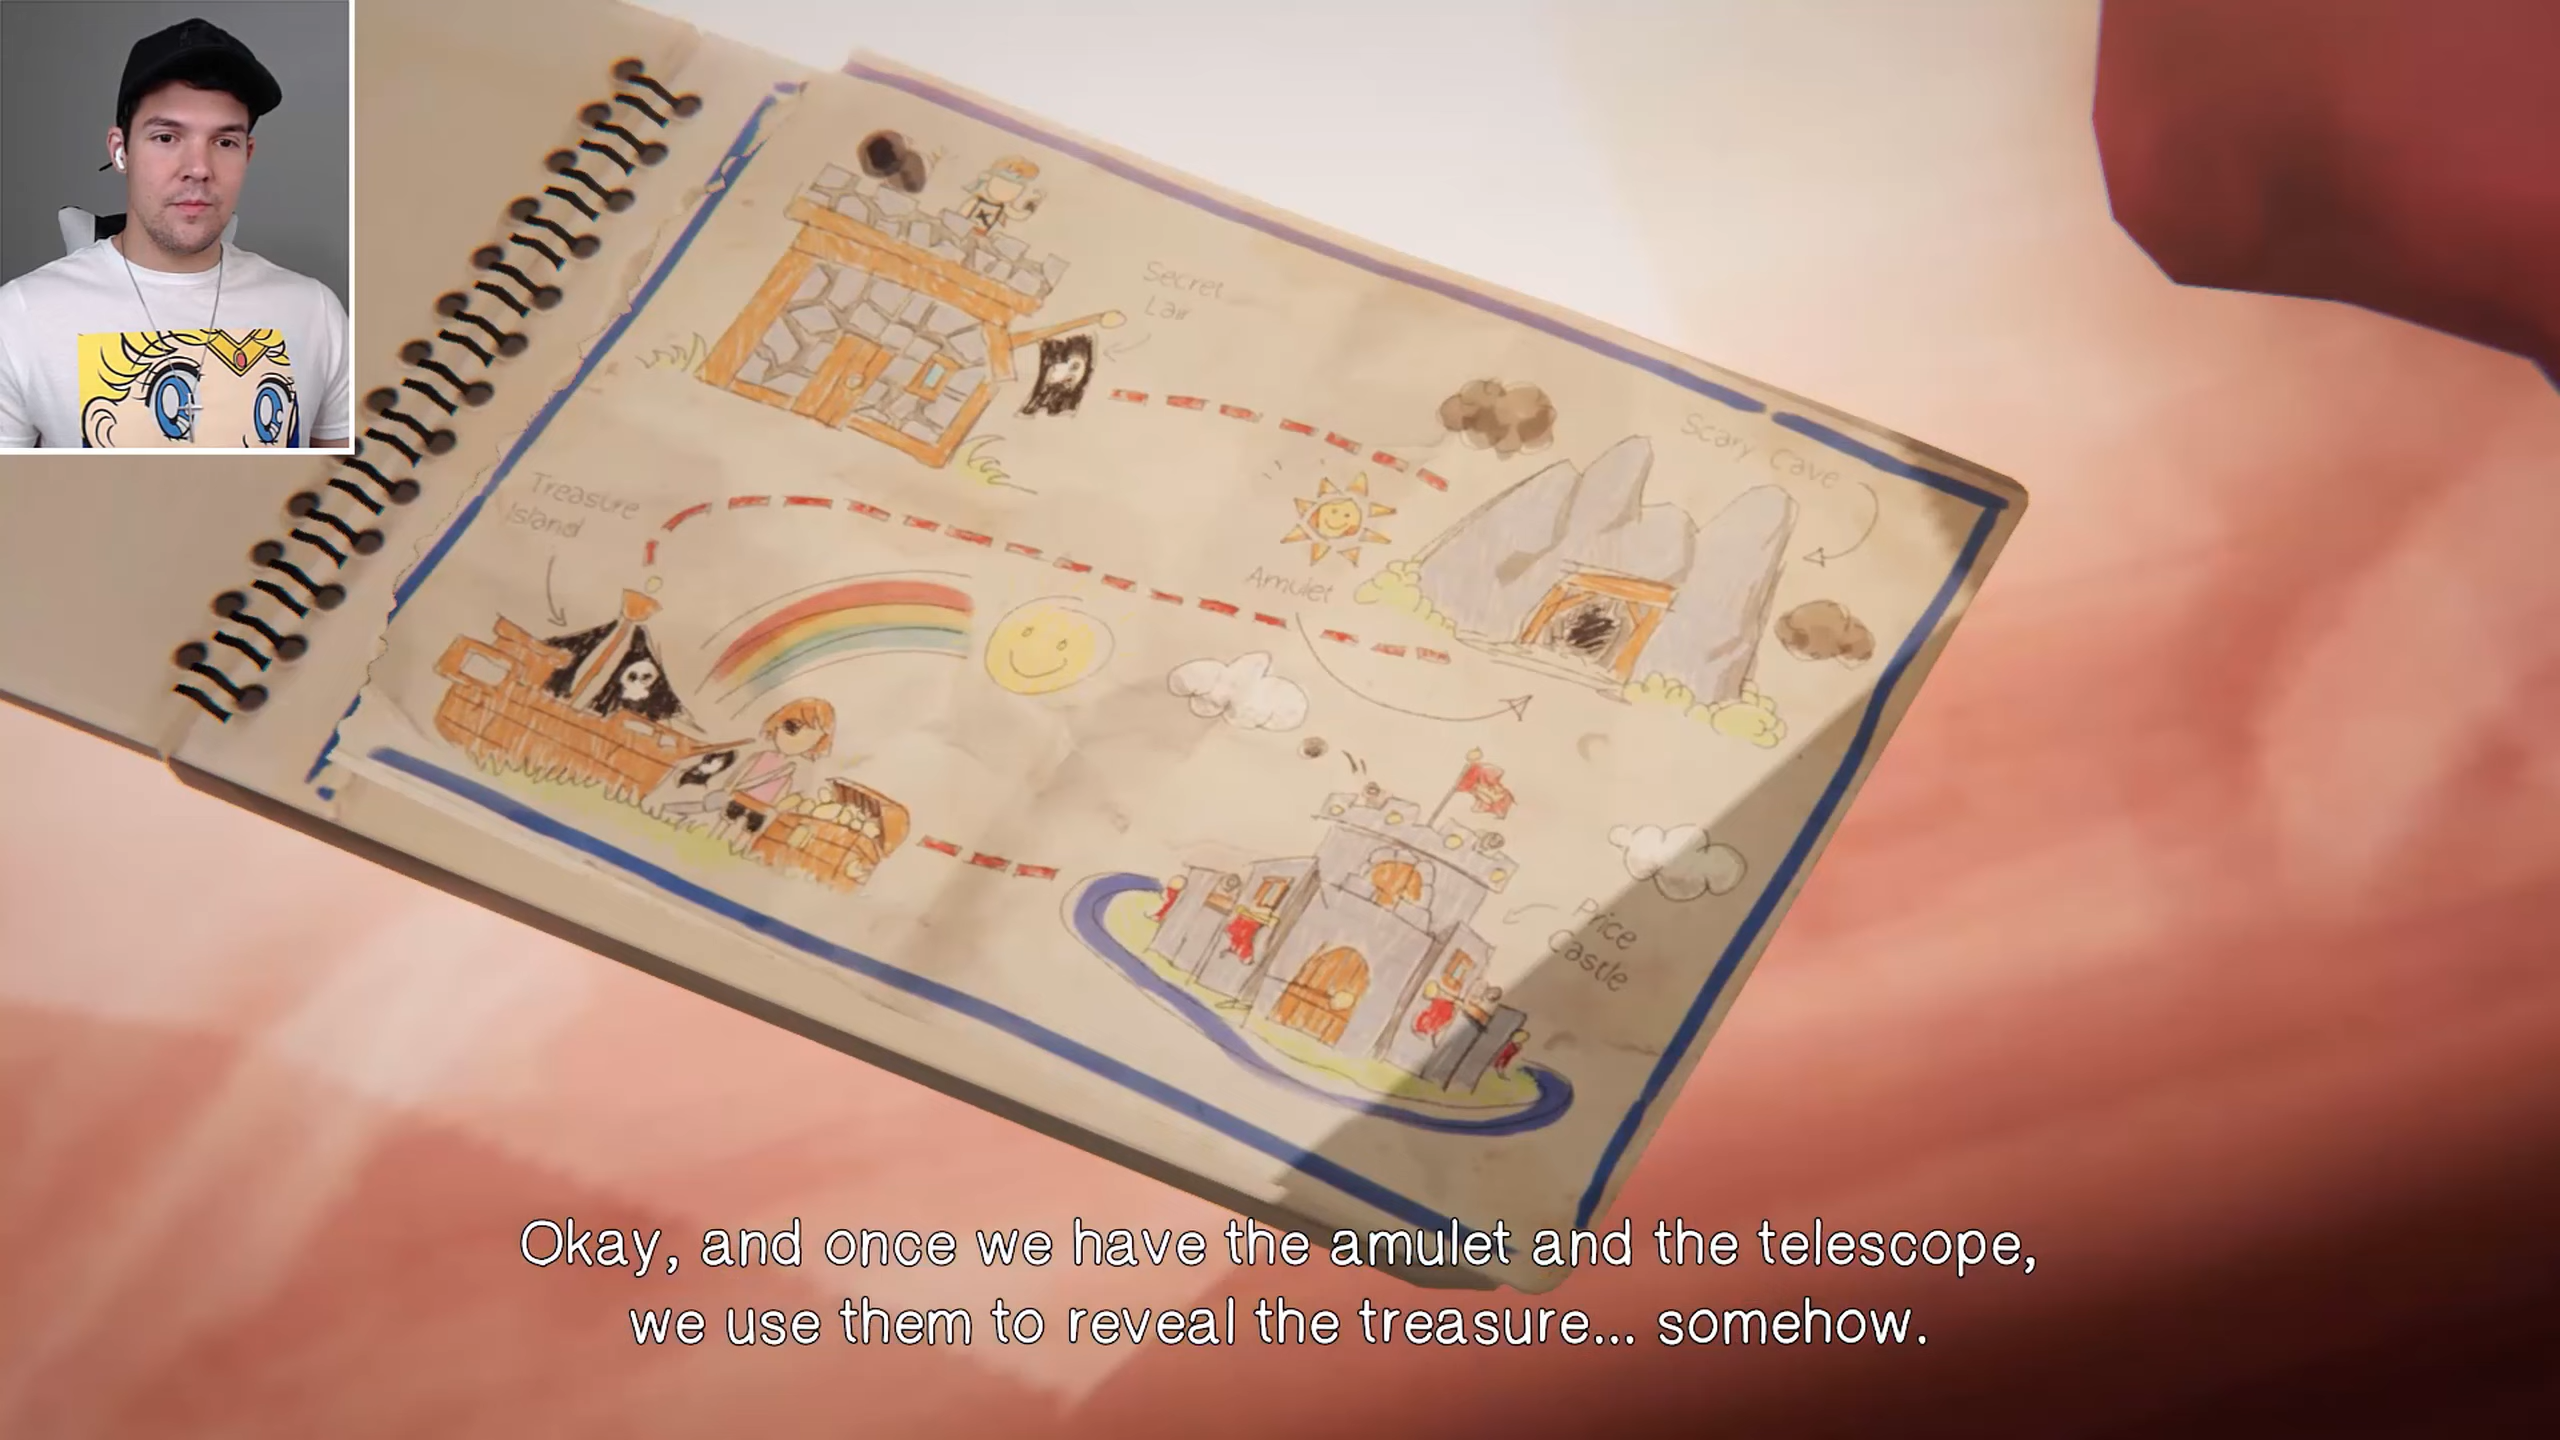 Secret
Lair
Scary Cave
Treasure
Island
Amulet
Price
Castle
Okay, and once we have the amulet and the telescope,
we use them to reveal the treasure... somehow.